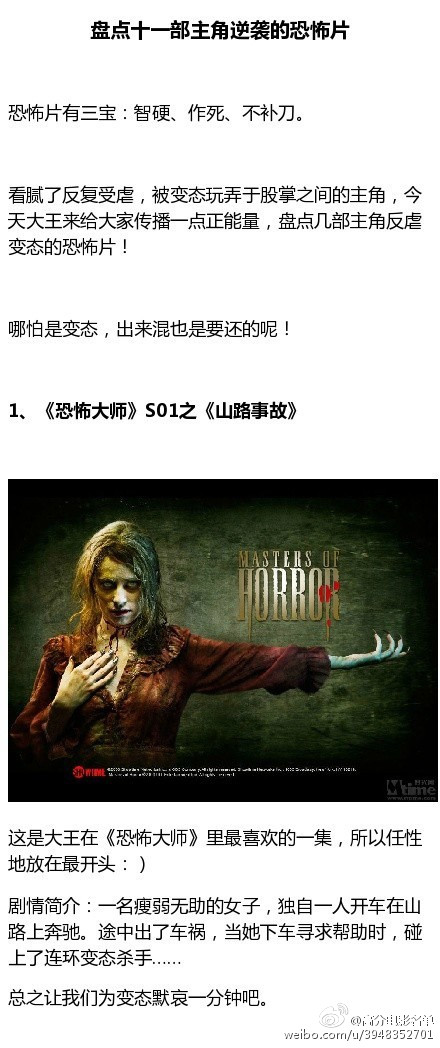 盘点十一部主角逆袭的恐怖片
恐怖片有三宝：智硬、作死、不补刀。
看腻了反复受虐，被变态玩弄于股掌之间的主角，今
天大王来给大家传播一点正能量，盘点几部主角反虐
变态的恐怖片！
哪怕是变态，出来混也是要还的呢！
1、《恐怖大师》S01之《山路事故》
MASTERS OF
HORROR
SHOWTIME
这是大王在《恐怖大师》里最喜欢的一集，所以任性
地放在最开头：）
剧情简介：一名瘦弱无助的女子，独自一人开车在山
路上奔驰。途中出了车祸，当她下车寻求帮助时，碰
上了连环变态杀手……
总之让我们为变态默哀一分钟吧。
@高分电影名单
weibo.com/u/3948352701